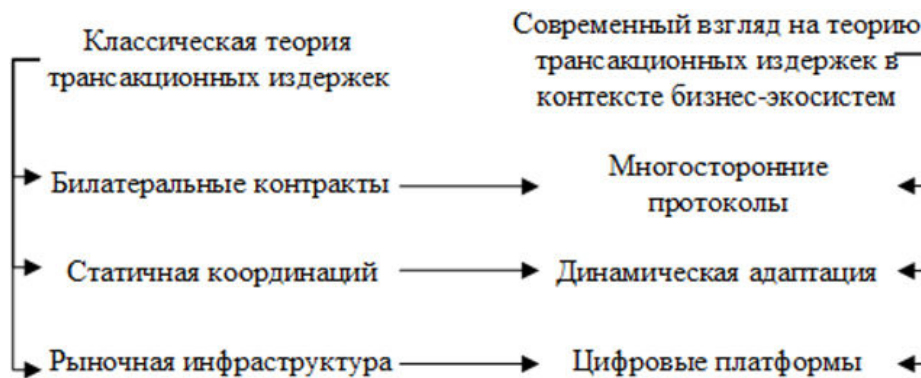 Классическая теория
трансакционных издержек
Современный взгляд на теорию
трансакционных издержек в
контексте бизнес-экосистем
Билатеральные контракты
Многосторонние
протоколы
Статичная координаций
Динамическая адаптация
Рыночная инфраструктура
Цифровые платформы